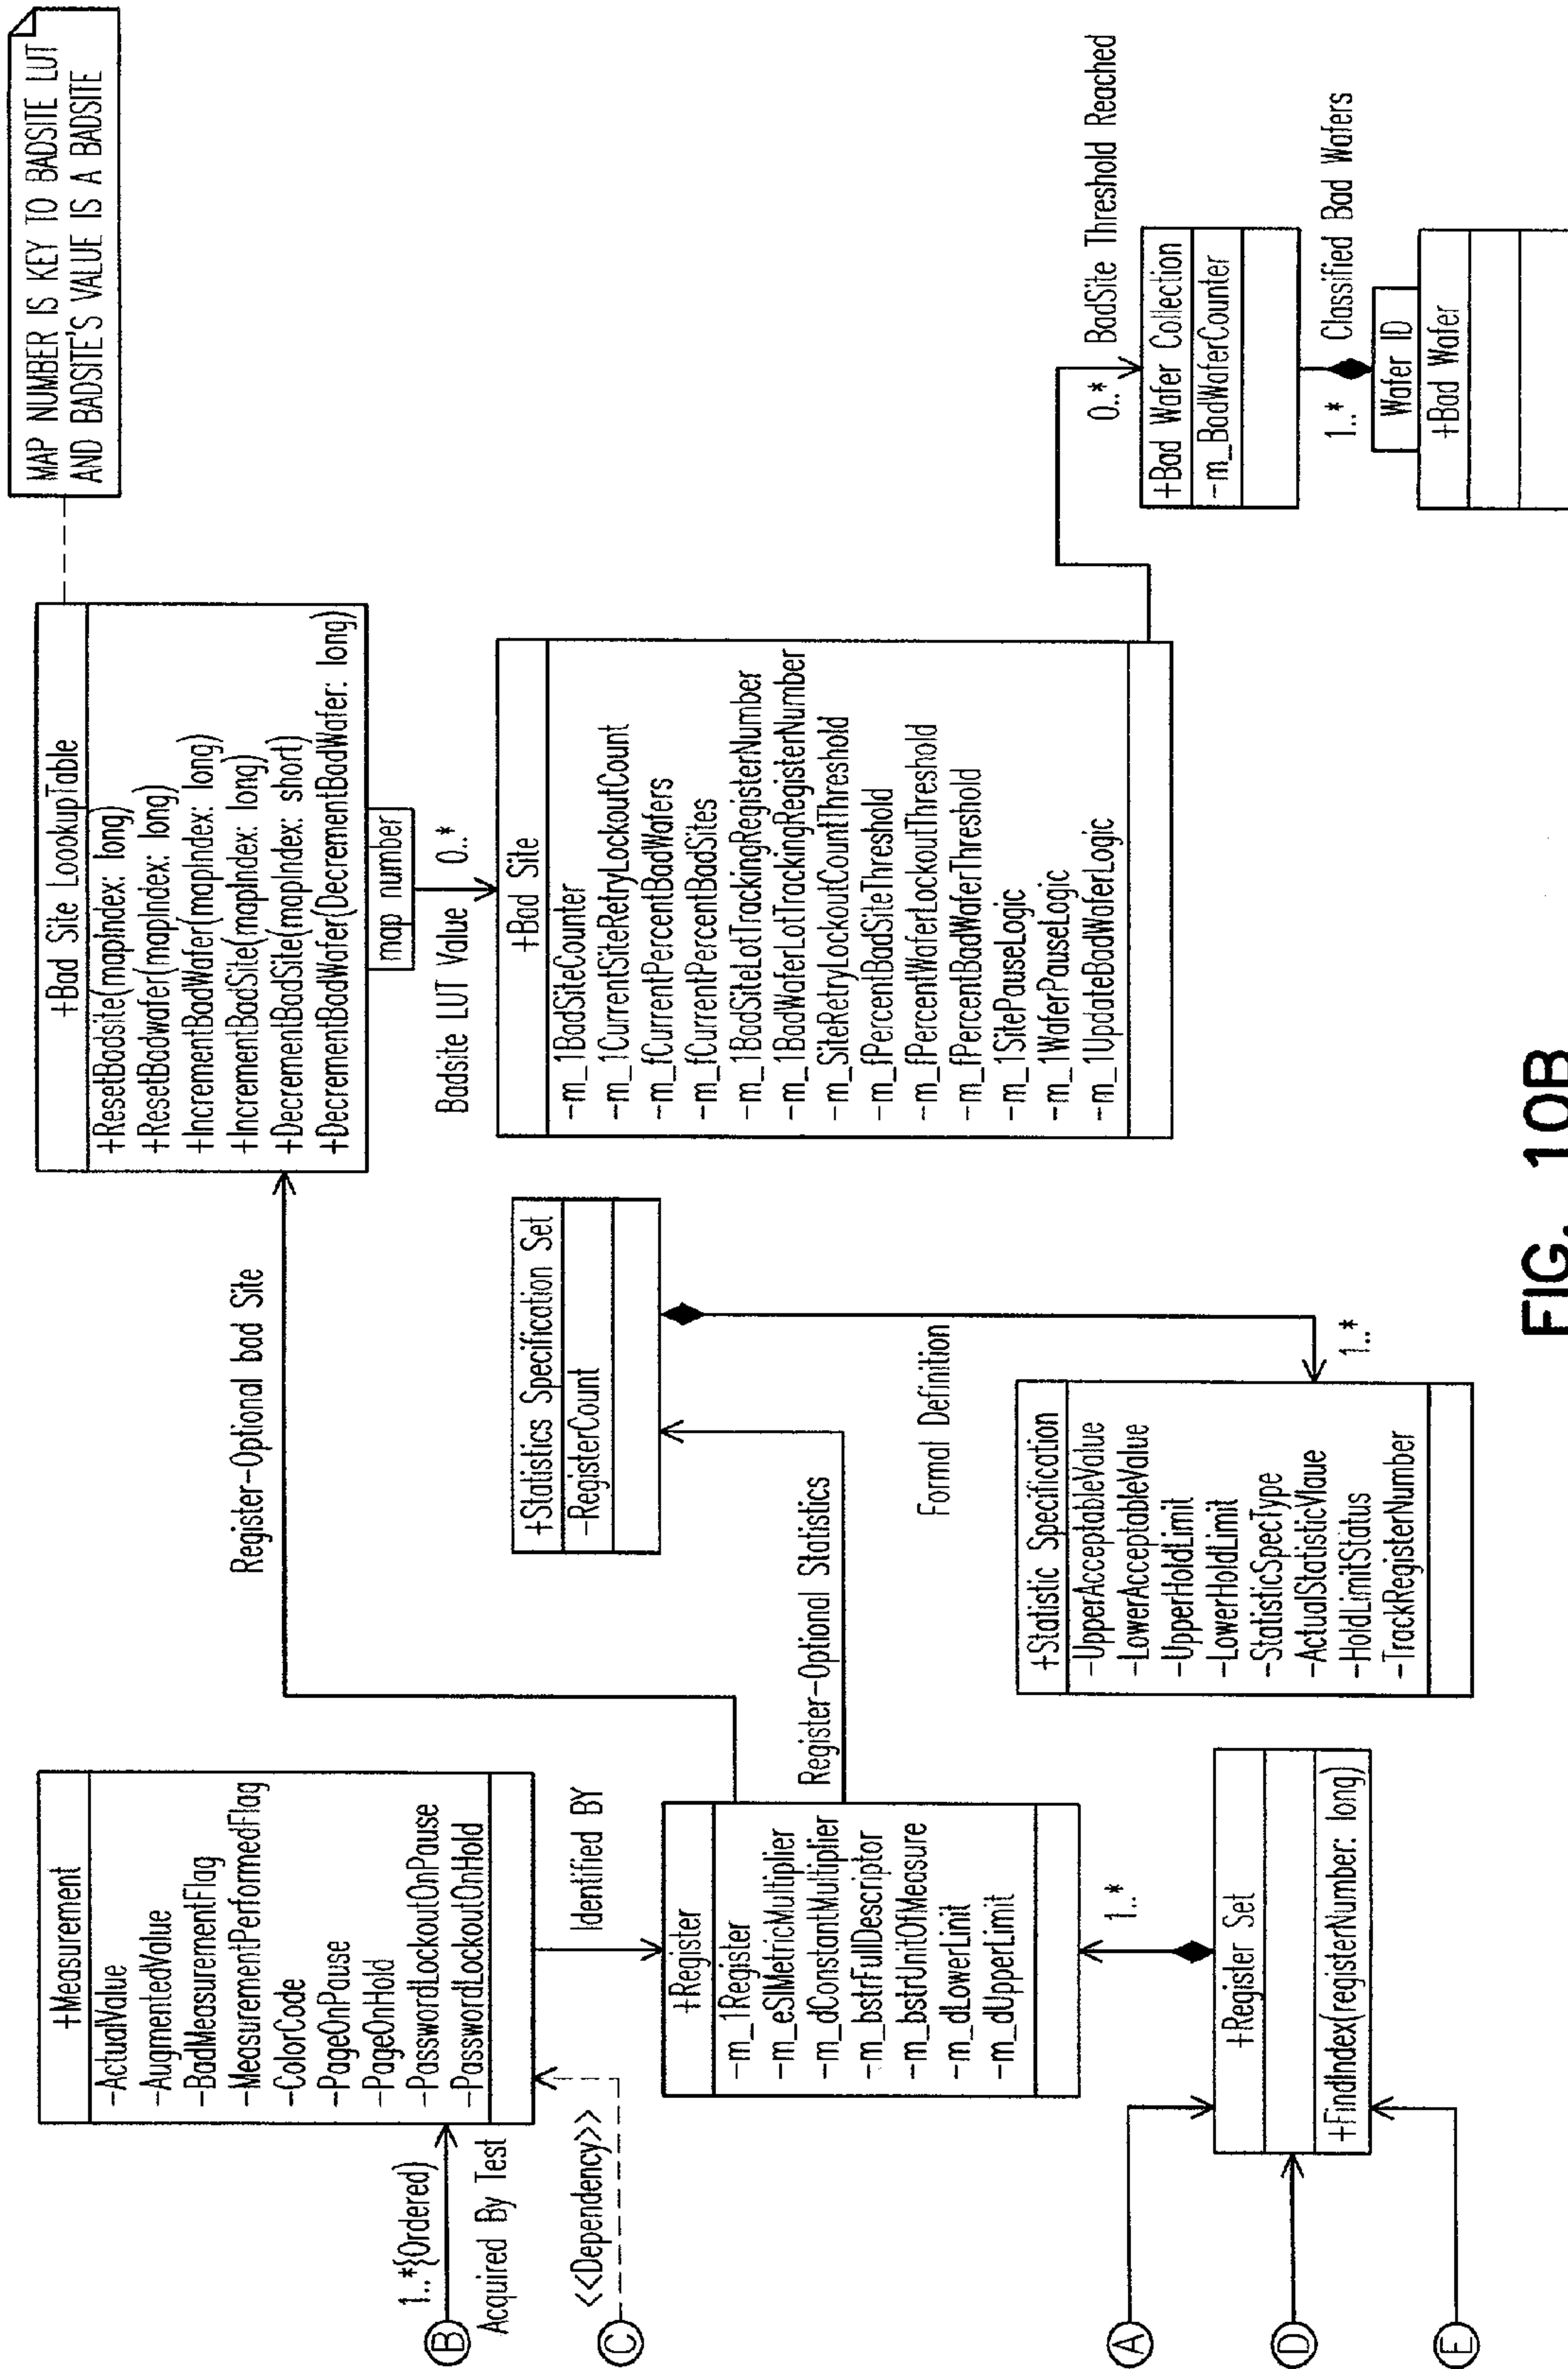 MAP NUMBER IS KEY TO BADSITE LUT
AND BADSITE'S VALUE IS A BADSITE
+Measurement
-ActualValue
-AugmentedValue
-BadMeasurementFlag
-MeasurementPerformedFlag
-ColorCode
-PageOnPause
-PageOnHold
-PasswordLockoutOnPause
-PasswordLockoutOnHold
1..*{Ordered}
B
Acquired By Test
<<Dependency>>
C
Identified BY
+Register
-m_1Register
-m_eSIMetricMultiplier
-m_dConstantMultiplier
-m_bstrFullDescriptor
-m_bstrUnitOfMeasure
-m_dLowerLinit
-m_dUpperLimit
1..*
+Register Set
+FindIndex(registerNumber: long)
A
D
E
Register-Optional bad Site
Register-Optional Statistics
+Statistics Specification Set
-RegisterCount
Formal Definition
1..*
+Statistic Specification
-UpperAcceptableValue
-LowerAcceptableValue
-UpperHoldLimit
-LowerHoldLimit
-StatisticSpecType
-ActualStatisticVlaue
-HoldLimitStatus
-TrackRegisterNumber
+Bad Site LoookupTable
+ResetBadsite(mapIndex: long)
+ResetBadwafer(mapIndex: long)
+IncrementBadWafer(mapIndex: long)
+IncrementBadSite(mapIndex: long)
+DecrementBadSite(mapIndex: short)
+DecrementBadWafer(DecrementBadWafer: long)
map number
Badsite LUT Value 0..*
+Bad Site
-m_1BadSiteCounter
-m_1CurrentSiteRetryLockoutCount
-m_fCurrentPercentBadWafers
-m_fCurrentPercentBadSites
-m_1BadSiteLotTrackingRegisterNumber
-m_1BadWaferLotTrackingRegisterNumber
-m_SiteRetryLockoutCountThreshold
-m_fPercentBadSiteThreshold
-m_fPercentWaferLockoutThreshold
-m_fPercentBadWaferThreshold
-m_1SitePauseLogic
-m_1WaferPauseLogic
-m_1UpdateBadWaferLogic
0..*
BadSite Threshold Reached
+Bad Wafer Collection
-m_BadWaferCounter
1..*
Classified Bad Wafers
Wafer ID
+Bad Wafer
FIG. 10B